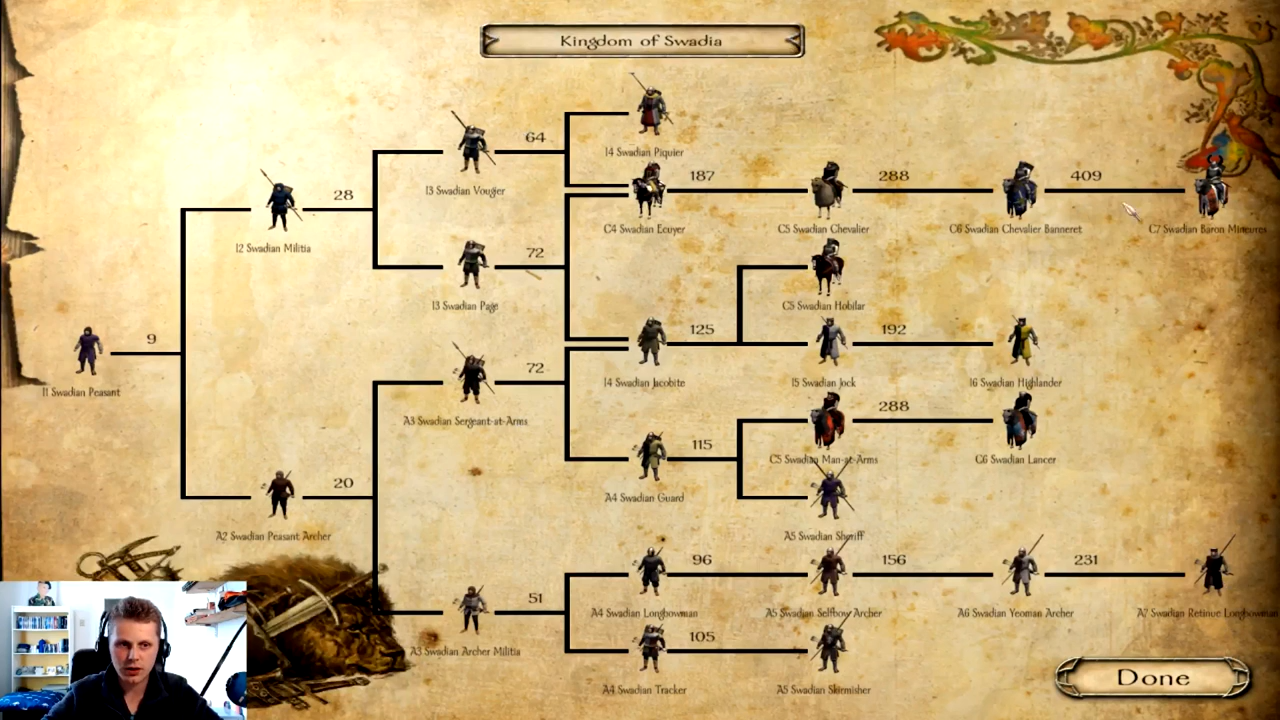 Kingdom of Swadia
64
I4 Swadian Piquier
28
I3 Swadian Vougier
187
288
409
I2 Swadian Militia
C4 Swadian Ecuyer
C5 Swadian Chevalier
C6 Swadian Chevalier Banneret
C7 Swadian Baron Mineures
72
I3 Swadian Page
C5 Swadian Hobilar
9
125
192
I1 Swadian Peasant
I4 Swadian Jacobite
I5 Swadian Jock
I6 Swadian Highlander
72
A3 Swadian Sergeant-at-Arms
288
115
C5 Swadian Man-at-Arms
C6 Swadian Lancer
20
A4 Swadian Guard
A2 Swadian Peasant Archer
A5 Swadian Sheriff
96
156
231
51
A4 Swadian Longbowman
A5 Swadian Selfbow Archer
A6 Swadian Yeoman Archer
A7 Swadian Retinue Longbowman
A3 Swadian Archer Militia
105
A4 Swadian Tracker
A5 Swadian Skirmisher
Done